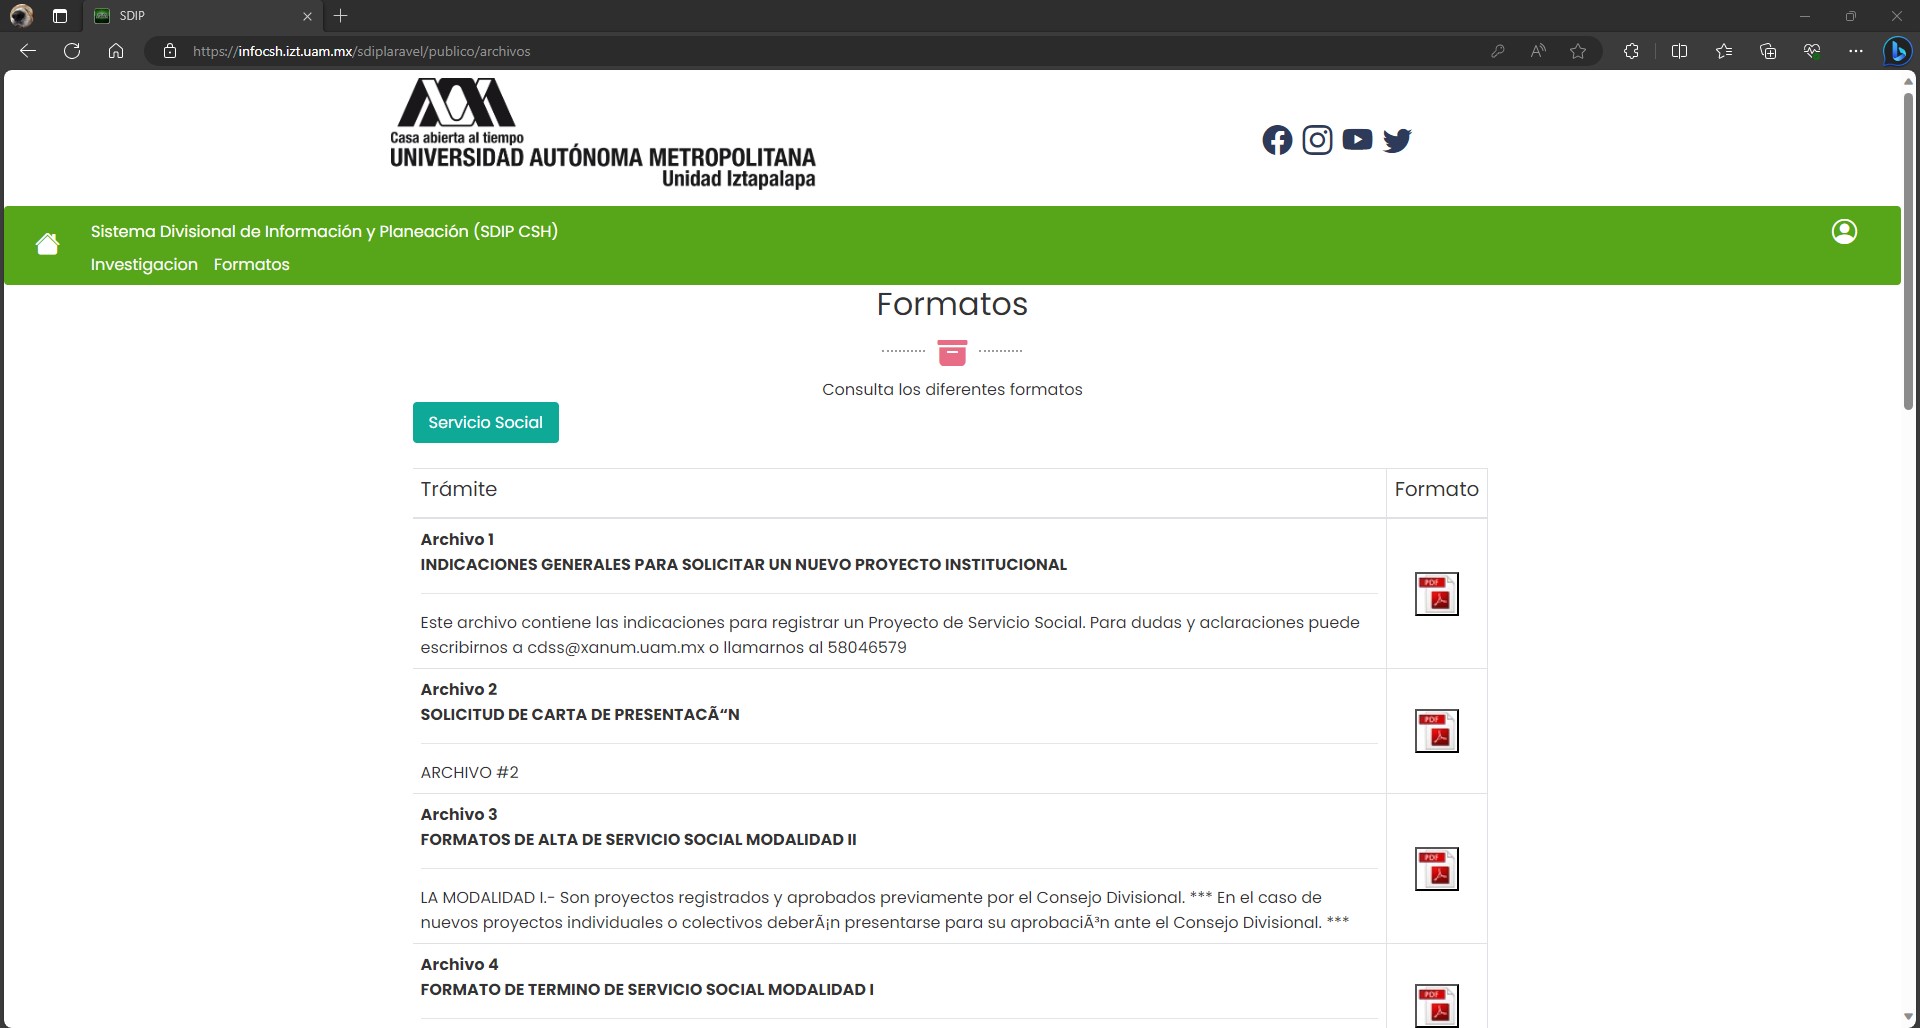 SDIP
https://infocsh.izt.uam.mx/sdiplaravel/publico/archivos
Casa abierta al tiempo
UNIVERSIDAD AUTÓNOMA METROPOLITANA
Unidad Iztapalapa
Sistema Divisional de Información y Planeación (SDIP CSH)
Investigacion Formatos
Formatos
Consulta los diferentes formatos
Servicio Social
Trámite Formato
Archivo 1
INDICACIONES GENERALES PARA SOLICITAR UN NUEVO PROYECTO INSTITUCIONAL
PDF
Este archivo contiene las indicaciones para registrar un Proyecto de Servicio Social. Para dudas y aclaraciones puede
escribirnos a cdss@xanum.uam.mx o llamarnos al 58046579
Archivo 2
SOLICITUD DE CARTA DE PRESENTACÃ“N
PDF
ARCHIVO #2
Archivo 3
FORMATOS DE ALTA DE SERVICIO SOCIAL MODALIDAD II
PDF
LA MODALIDAD I.- Son proyectos registrados y aprobados previamente por el Consejo Divisional. *** En el caso de
nuevos proyectos individuales o colectivos deberÃ¡n presentarse para su aprobaciÃ³n ante el Consejo Divisional. ***
Archivo 4
FORMATO DE TERMINO DE SERVICIO SOCIAL MODALIDAD I
PDF